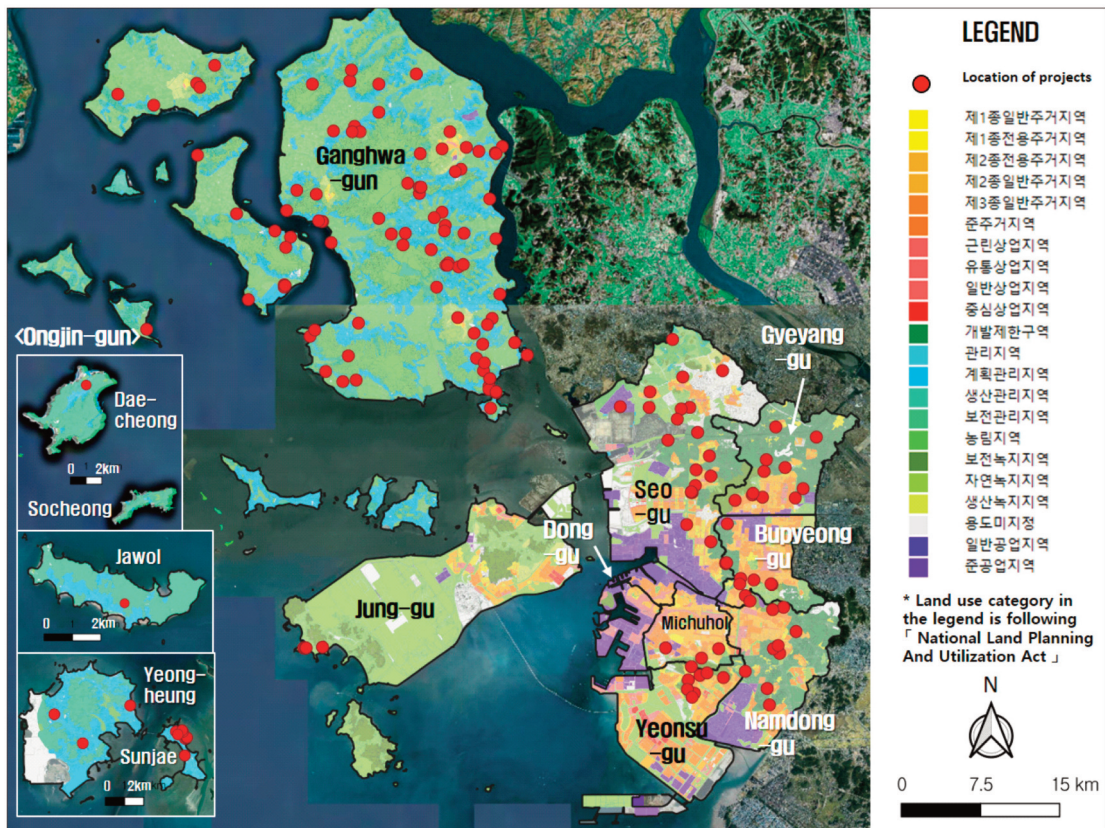 LEGEND
Location of projects
제1종일반주거지역
제1종전용주거지역
제2종전용주거지역
제2종일반주거지역
제3종일반주거지역
준주거지역
근린상업지역
유통상업지역
일반상업지역
중심상업지역
개발제한구역
관리지역
계획관리지역
생산관리지역
보전관리지역
농림지역
보전녹지지역
자연녹지지역
생산녹지지역
용도미지정
일반공업지역
준공업지역
* Land use category in
the legend is following
「 National Land Planning
And Utilization Act 」
N
0 7.5 15 km
Ganghwa
-gun
<Ongjin-gun>
Dae-
cheong
0 2km
Socheong
Jawol
0 2km
Yeong-
heung
Sunjae
0 2km
Gyeyang
-gu
Seo
-gu
Dong
-gu
Bupyeong
-gu
Jung-gu
Michuhol
Yeonsu
-gu
Namdong
-gu